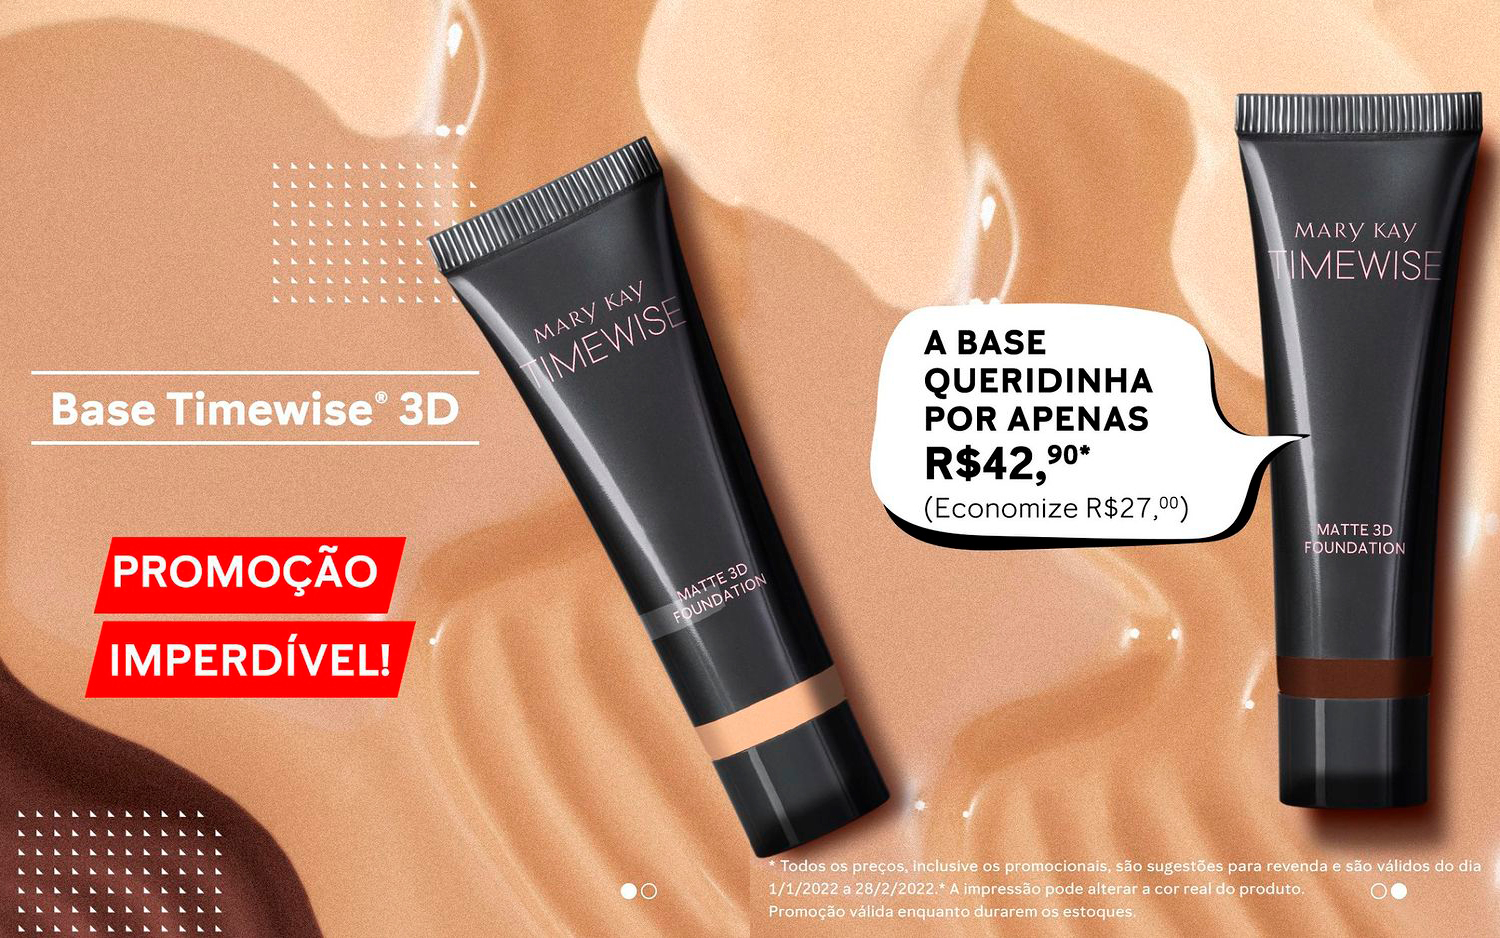 Base Timewise® 3D
PROMOÇÃO
IMPERDÍVEL!
MARY KAY
TIMEWISE
MATTE 3D
FOUNDATION
A BASE
QUERIDINHA
POR APENAS
R$42,90*
(Economize R$27,00)
MARY KAY
TIMEWISE
MATTE 3D
FOUNDATION
* Todos os preços, inclusive os promocionais, são sugestões para revenda e são válidos do dia
1/1/2022 a 28/2/2022.* A impressão pode alterar a cor real do produto.
Promoção válida enquanto durarem os estoques.